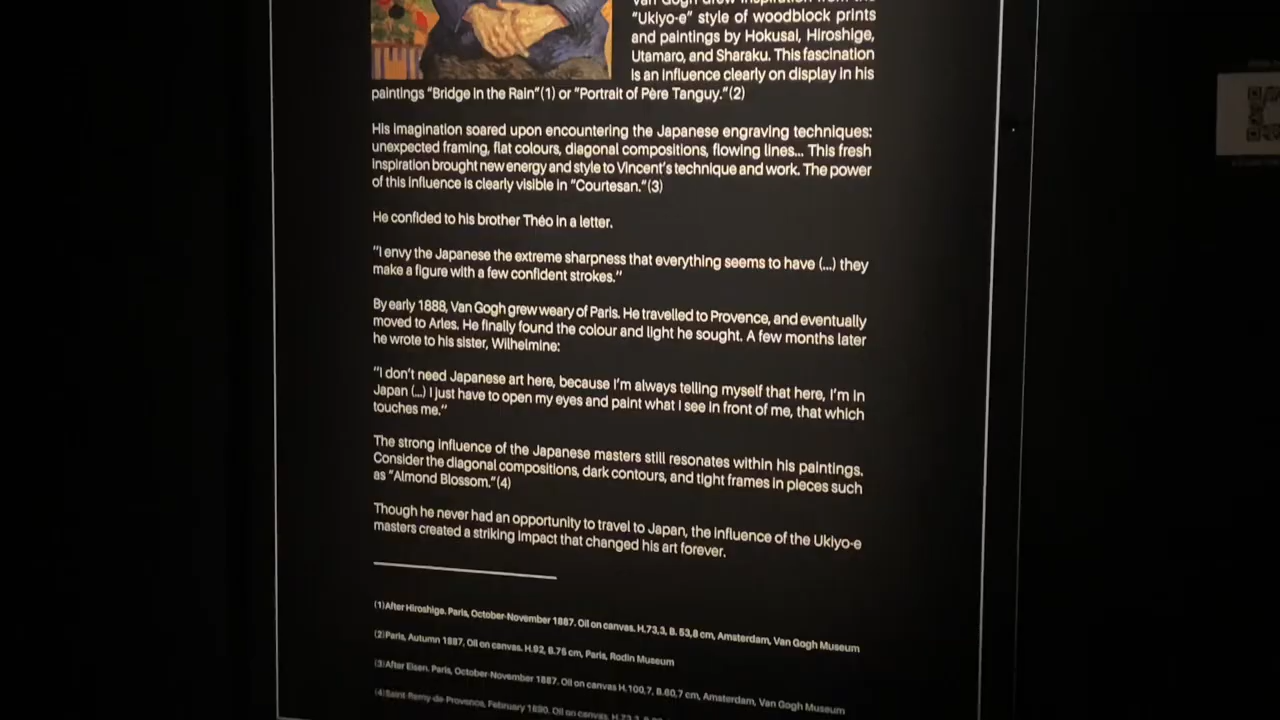 Van Gogh drew inspiration from the
“Ukiyo-e” style of woodblock prints
and paintings by Hokusai, Hiroshige,
Utamaro, and Sharaku. This fascination
is an influence clearly on display in his
paintings “Bridge in the Rain”(1) or “Portrait of Père Tanguy.”(2)
His imagination soared upon encountering the Japanese engraving techniques:
unexpected framing, flat colours, diagonal compositions, flowing lines... This fresh
inspiration brought new energy and style to Vincent’s technique and work. The power
of this influence is clearly visible in “Courtesan.”(3)
He confided to his brother Théo in a letter.
“I envy the Japanese the extreme sharpness that everything seems to have (...) they
make a figure with a few confident strokes.”
By early 1888, Van Gogh grew weary of Paris. He travelled to Provence, and eventually
moved to Arles. He finally found the colour and light he sought. A few months later
he wrote to his sister, Wilhelmine:
“I don’t need Japanese art here, because I’m always telling myself that here, I’m in
Japan (...) I just have to open my eyes and paint what I see in front of me, that which
touches me.”
The strong influence of the Japanese masters still resonates within his paintings.
Consider the diagonal compositions, dark contours, and tight frames in pieces such
as “Almond Blossom.”(4)
Though he never had an opportunity to travel to Japan, the influence of the Ukiyo-e
masters created a striking impact that changed his art forever.
(1)After Hiroshige. Paris, October-November 1887. Oil on canvas. H.73,3, B. 53,8 cm, Amsterdam, Van Gogh Museum
(2)Paris, Autumn 1887, Oil on canvas. H.92, B.75 cm, Paris, Rodin Museum
(3)After Eisen. Paris, October-November 1887. Oil on canvas H.100,7, B.60,7 cm, Amsterdam, Van Gogh Museum
(4)Saint-Remy-de-Provence, February 1890. Oil on canvas, H.73,3,